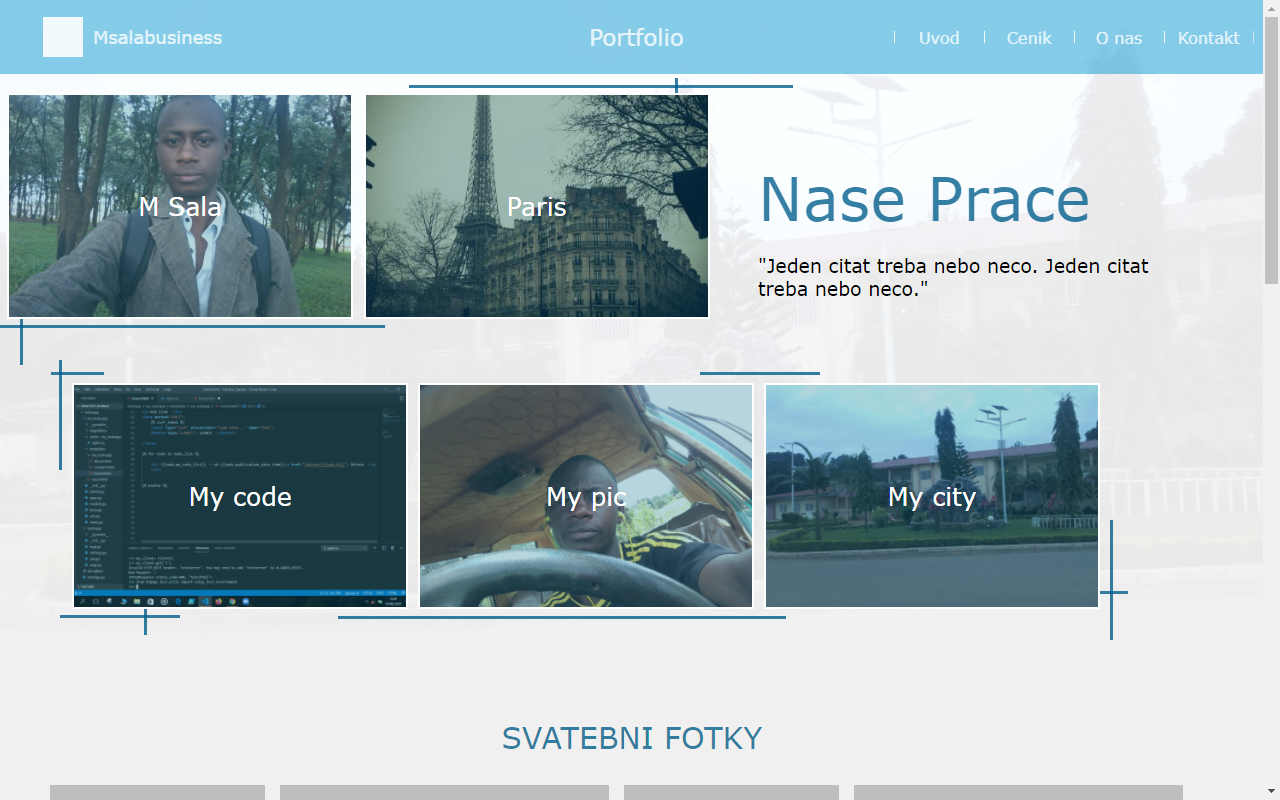 Msalabusiness
Portfolio
Uvod
Cenik
O nas
Kontakt
M Sala
Paris
Nase Prace
"Jeden citat treba nebo neco. Jeden citat
treba nebo neco."
My code
My pic
My city
SVATEBNI FOTKY